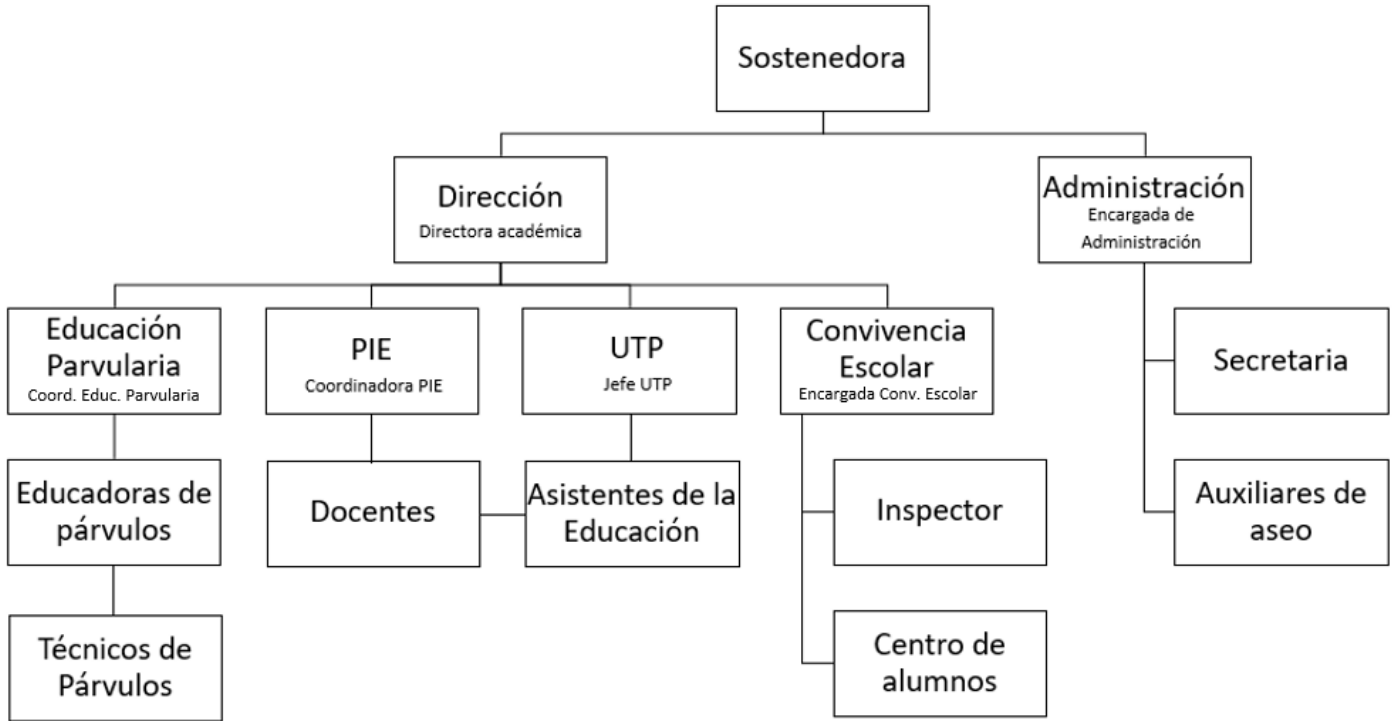 Sostenedora
Dirección
Directora académica
Administración
Encargada de
Administración
Educación
Parvularia
Coord. Educ. Parvularia
PIE
Coordinadora PIE
UTP
Jefe UTP
Convivencia
Escolar
Encargada Conv. Escolar
Secretaria
Educadoras de
párvulos
Docentes
Asistentes de la
Educación
Inspector
Auxiliares de
aseo
Técnicos de
Párvulos
Centro de
alumnos